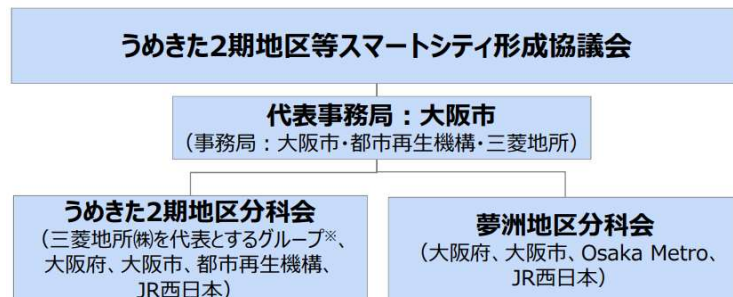 うめきた2期地区等スマートシティ形成協議会
代表事務局：大阪市
（事務局：大阪市・都市再生機構・三菱地所）
うめきた2期地区分科会
（三菱地所㈱を代表とするグループ※、
大阪府、大阪市、都市再生機構、
JR西日本）
夢洲地区分科会
（大阪府、大阪市、Osaka Metro、
JR西日本）